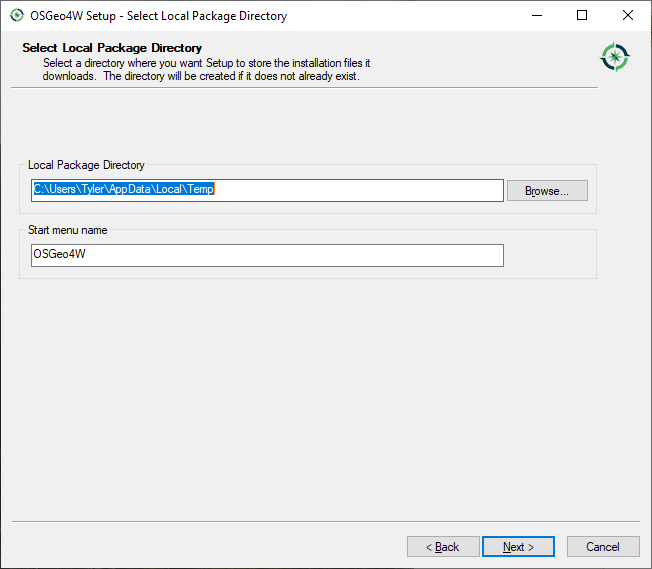 OSGeo4W Setup - Select Local Package Directory
Select Local Package Directory
Select a directory where you want Setup to store the installation files it
downloads. The directory will be created if it does not already exist.
Local Package Directory
C:\Users\Tyler\AppData\Local\Temp
Browse...
Start menu name
OSGeo4W
< Back
Next >
Cancel